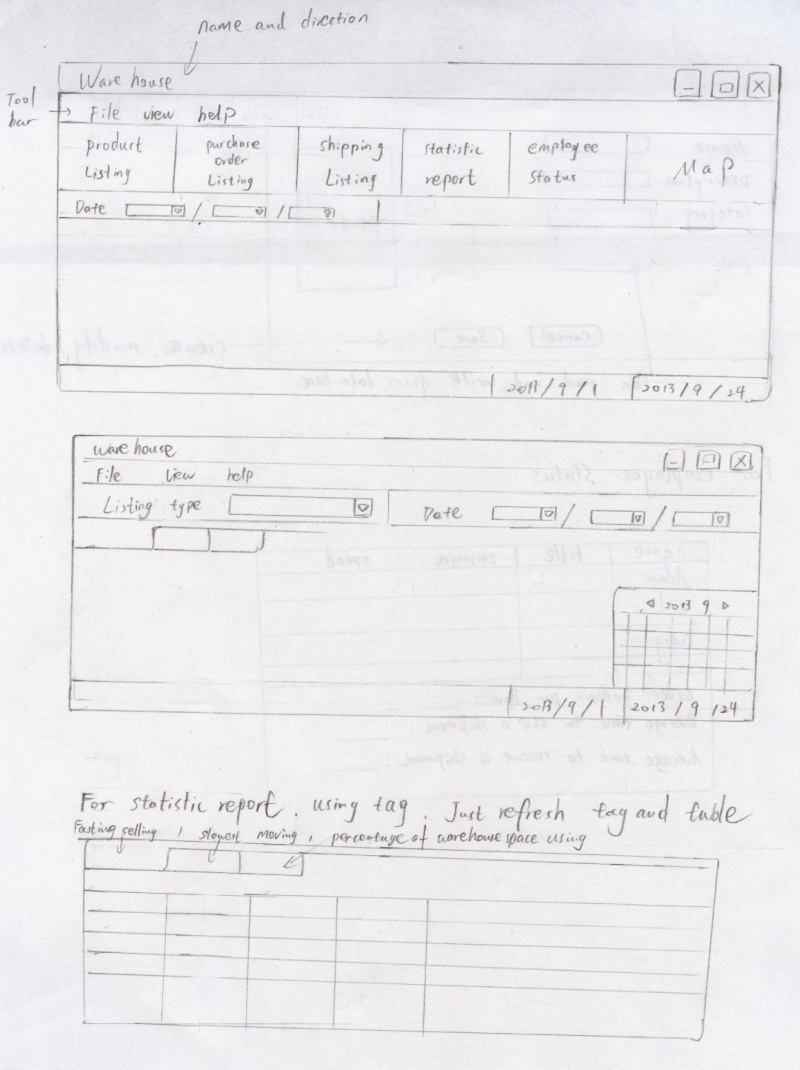 name and direction
Ware house
Tool bar
File view help
product Listing
purchase order Listing
shipping Listing
statistic report
employee status
Map
Date / /
2013/9/1 2013/9/24
Ware house
File View help
Listing type
Date / /
2013 9
2013/9/1 2013/9/24
For statistic report. using tag. Just refresh tag and table
Fasting selling / slopest moving, percentage of warehouse space using